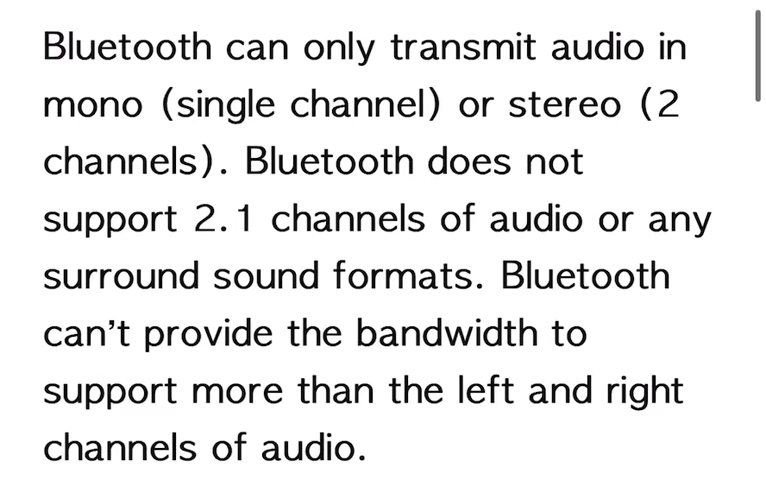 Bluetooth can only transmit audio in
mono (single channel) or stereo (2
channels). Bluetooth does not
support 2.1 channels of audio or any
surround sound formats. Bluetooth
can’t provide the bandwidth to
support more than the left and right
channels of audio.